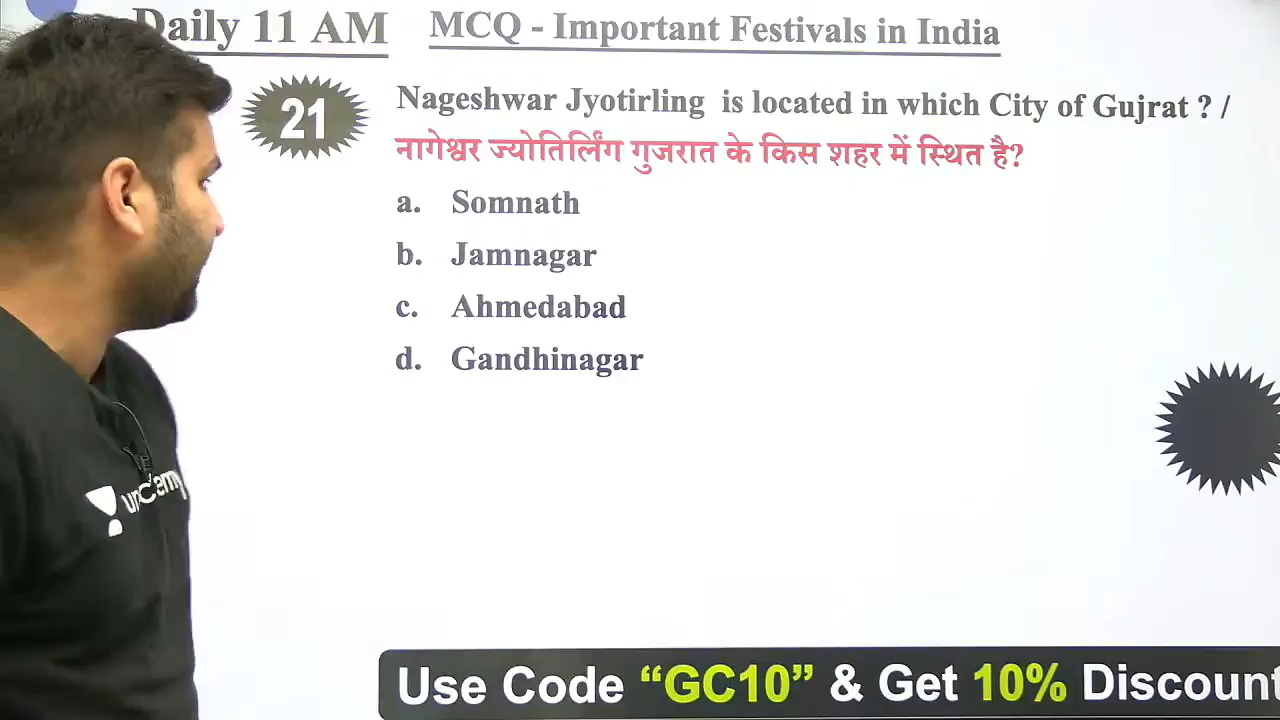 Daily 11 AM MCQ - Important Festivals in India
21 Nageshwar Jyotirling is located in which City of Gujrat ? /
नागेश्वर ज्योतिर्लिंग गुजरात के किस शहर में स्थित है?
a. Somnath
b. Jamnagar
c. Ahmedabad
d. Gandhinagar
unacademy
Use Code “GC10” & Get 10% Discount